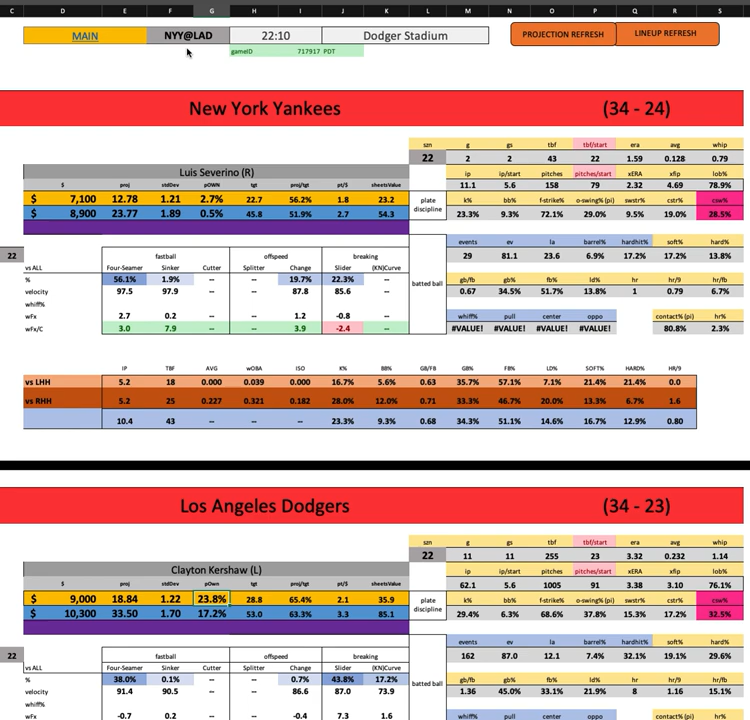 C D E F G H I J K L M N O P Q R S
MAIN NYY@LAD 22:10 Dodger Stadium PROJECTION REFRESH LINEUP REFRESH
gameID 717917 PDT
New York Yankees (34 - 24)
szn g gs tbf tbf/start era avg whip
22 2 2 43 22 1.59 0.128 0.79
Luis Severino (R) ip ip/start pitches pitches/start xERA xfip lob%
$ proj stdDev pOWN tgt proj/tgt pt/$ sheetsValue 11.1 5.6 158 79 2.32 4.69 78.9%
$ 7,100 12.78 1.21 2.7% 22.7 56.2% 1.8 23.2 plate discipline k% bb% f-strike% o-swing% (pi) swstr% cstr% csw%
$ 8,900 23.77 1.89 0.5% 45.8 51.9% 2.7 54.3 23.3% 9.3% 72.1% 29.0% 9.5% 19.0% 28.5%
events ev la barrel% hardhit% soft% hard%
22 fastball offspeed breaking 29 81.1 23.6 6.9% 17.2% 17.2% 13.8%
vs ALL Four-Seamer Sinker Cutter Splitter Change Slider (KN)Curve
% 56.1% 1.9% -- -- 19.7% 22.3% -- batted ball gb/fb gb% fb% ld% hr hr/9 hr/fb
velocity 97.5 97.9 -- -- 87.8 85.6 -- 0.67 34.5% 51.7% 13.8% 1 0.79 6.7%
whiff%
wFx 2.7 0.2 -- -- 1.2 -0.8 -- whiff% pull center oppo contact% (pi) hr%
wFx/C 3.0 7.9 -- -- 3.9 -2.4 -- #VALUE! #VALUE! #VALUE! #VALUE! 80.8% 2.3%
IP TBF AVG wOBA ISO K% BB% GB/FB GB% FB% LD% SOFT% HARD% HR/9
vs LHH 5.2 18 0.000 0.039 0.000 16.7% 5.6% 0.63 35.7% 57.1% 7.1% 21.4% 21.4% 0.0
vs RHH 5.2 25 0.227 0.321 0.182 28.0% 12.0% 0.71 33.3% 46.7% 20.0% 13.3% 6.7% 1.6
10.4 43 -- -- -- 23.3% 9.3% 0.68 34.3% 51.1% 14.6% 16.7% 12.9% 0.80
Los Angeles Dodgers (34 - 23)
szn g gs tbf tbf/start era avg whip
22 11 11 255 23 3.32 0.232 1.14
Clayton Kershaw (L) ip ip/start pitches pitches/start xERA xfip lob%
$ proj stdDev pOwn tgt proj/tgt pt/$ sheetsValue 62.1 5.6 1005 91 3.38 3.10 76.1%
$ 9,000 18.84 1.22 23.8% 28.8 65.4% 2.1 35.9 plate discipline k% bb% f-strike% o-swing% (pi) swstr% cstr% csw%
$ 10,300 33.50 1.70 17.2% 53.0 63.3% 3.3 85.1 29.4% 6.3% 68.6% 37.8% 15.3% 17.2% 32.5%
events ev la barrel% hardhit% soft% hard%
22 fastball offspeed breaking 162 87.0 12.1 7.4% 32.1% 19.1% 29.6%
vs ALL Four-Seamer Sinker Cutter Splitter Change Slider (KN)Curve
% 38.0% 0.1% -- -- 0.7% 43.8% 17.2% batted ball gb/fb gb% fb% ld% hr hr/9 hr/fb
velocity 91.4 90.5 -- -- 86.6 87.0 73.9 1.36 45.0% 33.1% 21.9% 8 1.16 15.1%
whiff%
wFx -0.7 0.2 -- -- -0.4 7.3 1.6 whiff% pull center oppo contact% (pi) hr%